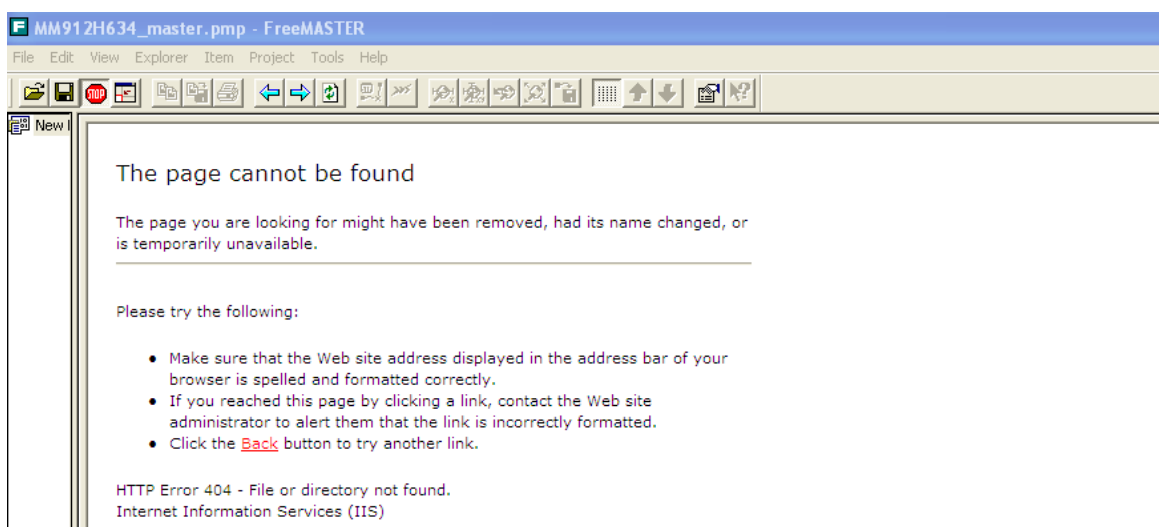 MM912H634_master.pmp - FreeMASTER
File Edit View Explorer Item Project Tools Help
STOP
New
The page cannot be found
The page you are looking for might have been removed, had its name changed, or
is temporarily unavailable.
Please try the following:
● Make sure that the Web site address displayed in the address bar of your
browser is spelled and formatted correctly.
● If you reached this page by clicking a link, contact the Web site
administrator to alert them that the link is incorrectly formatted.
● Click the Back button to try another link.
HTTP Error 404 - File or directory not found.
Internet Information Services (IIS)